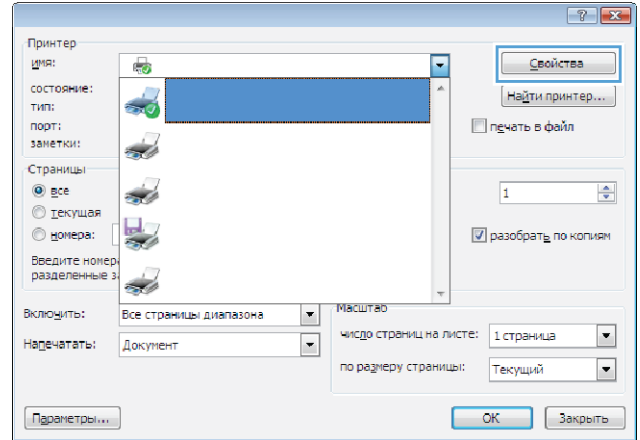 Принтер
имя:
Свойства
состояние:
Найти принтер...
тип:
порт:
печать в файл
заметки:
Страницы
все
1
текущая
номера:
разобрать по копиям
Введите номер
разделенные з
Включить:
Все страницы диапазона
Масштаб
число страниц на листе:
1 страница
Напечатать:
Документ
по размеру страницы:
Текущий
Параметры...
ОК
Закрыть